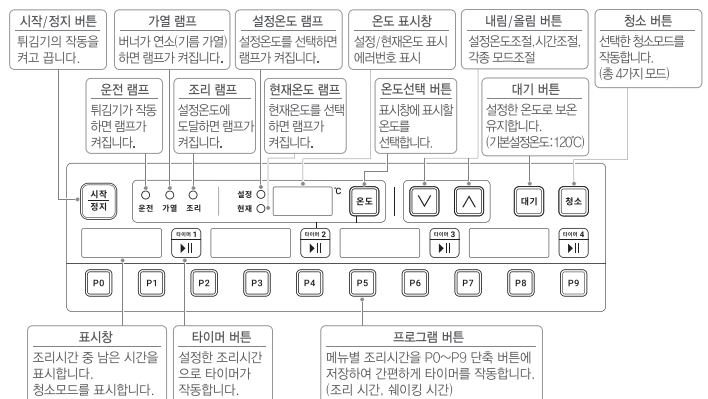 시작/정지 버튼
튀김기의 작동을
켜고 끕니다.
가열 램프
버너가 연소(기름 가열)
하면 램프가 켜집니다.
설정온도 램프
설정온도를 선택하면
램프가 켜집니다.
온도 표시창
설정/현재온도 표시
에러번호 표시
내림/올림 버튼
설정온도조절,시간조절,
각종 모드조절
청소 버튼
선택한 청소모드를
작동합니다.
(총 4가지 모드)
운전 램프
튀김기가 작동
하면 램프가
켜집니다.
조리 램프
설정온도에
도달하면 램프가
켜집니다.
현재온도 램프
현재온도를 선택
하면 램프가
켜집니다.
온도선택 버튼
표시창에 표시할
온도를
선택합니다.
대기 버튼
설정한 온도로 보온
유지합니다.
(기본설정온도:120℃)
시작
정지
운전 가열 조리
설정
현재
℃
온도
대기
청소
타이머 1
타이머 2
타이머 3
타이머 4
P0 P1 P2 P3 P4 P5 P6 P7 P8 P9
표시창
조리시간 중 남은 시간을
표시합니다.
청소모드를 표시합니다.
타이머 버튼
설정한 조리시간
으로 타이머가
작동합니다.
프로그램 버튼
메뉴별 조리시간을 P0~P9 단축 버튼에
저장하여 간편하게 타이머를 작동합니다.
(조리 시간, 쉐이킹 시간)